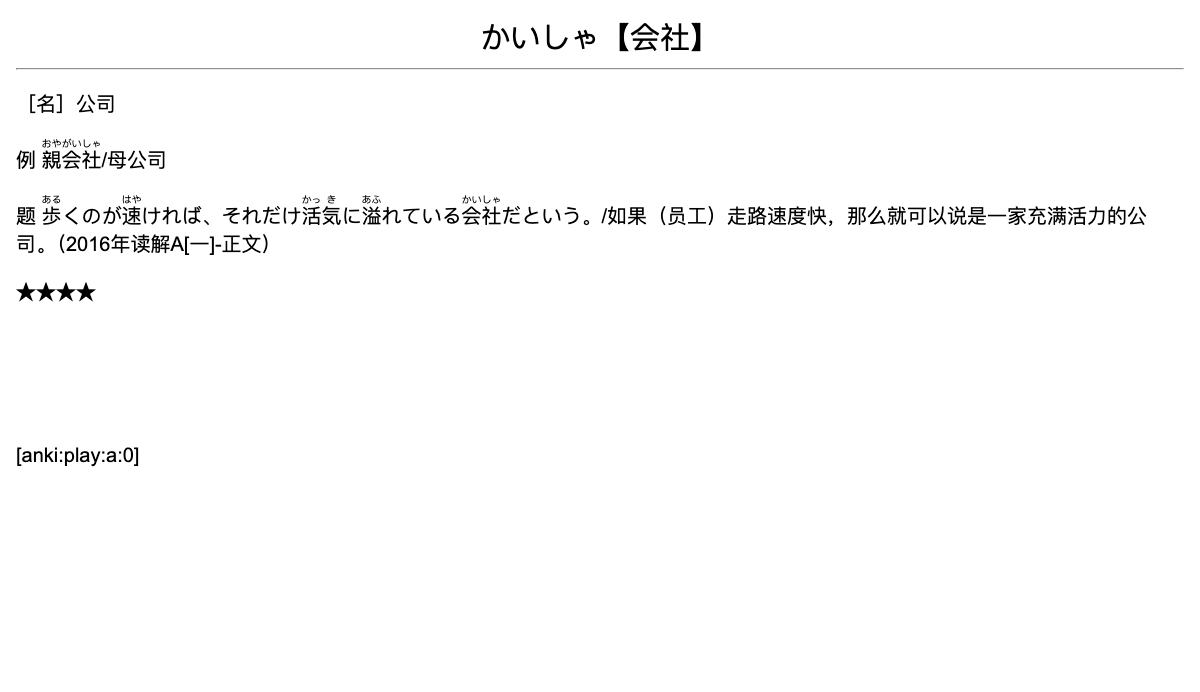 かいしゃ【会社】
［名］公司
おやがいしゃ
例 親会社/母公司
ある はや かっ き あふ かいしゃ
题 歩くのが速ければ、それだけ活気に溢れている会社だという。/如果（员工）走路速度快，那么就可以说是一家充满活力的公
司。（2016年读解A[一]-正文）
★★★★
[anki:play:a:0]